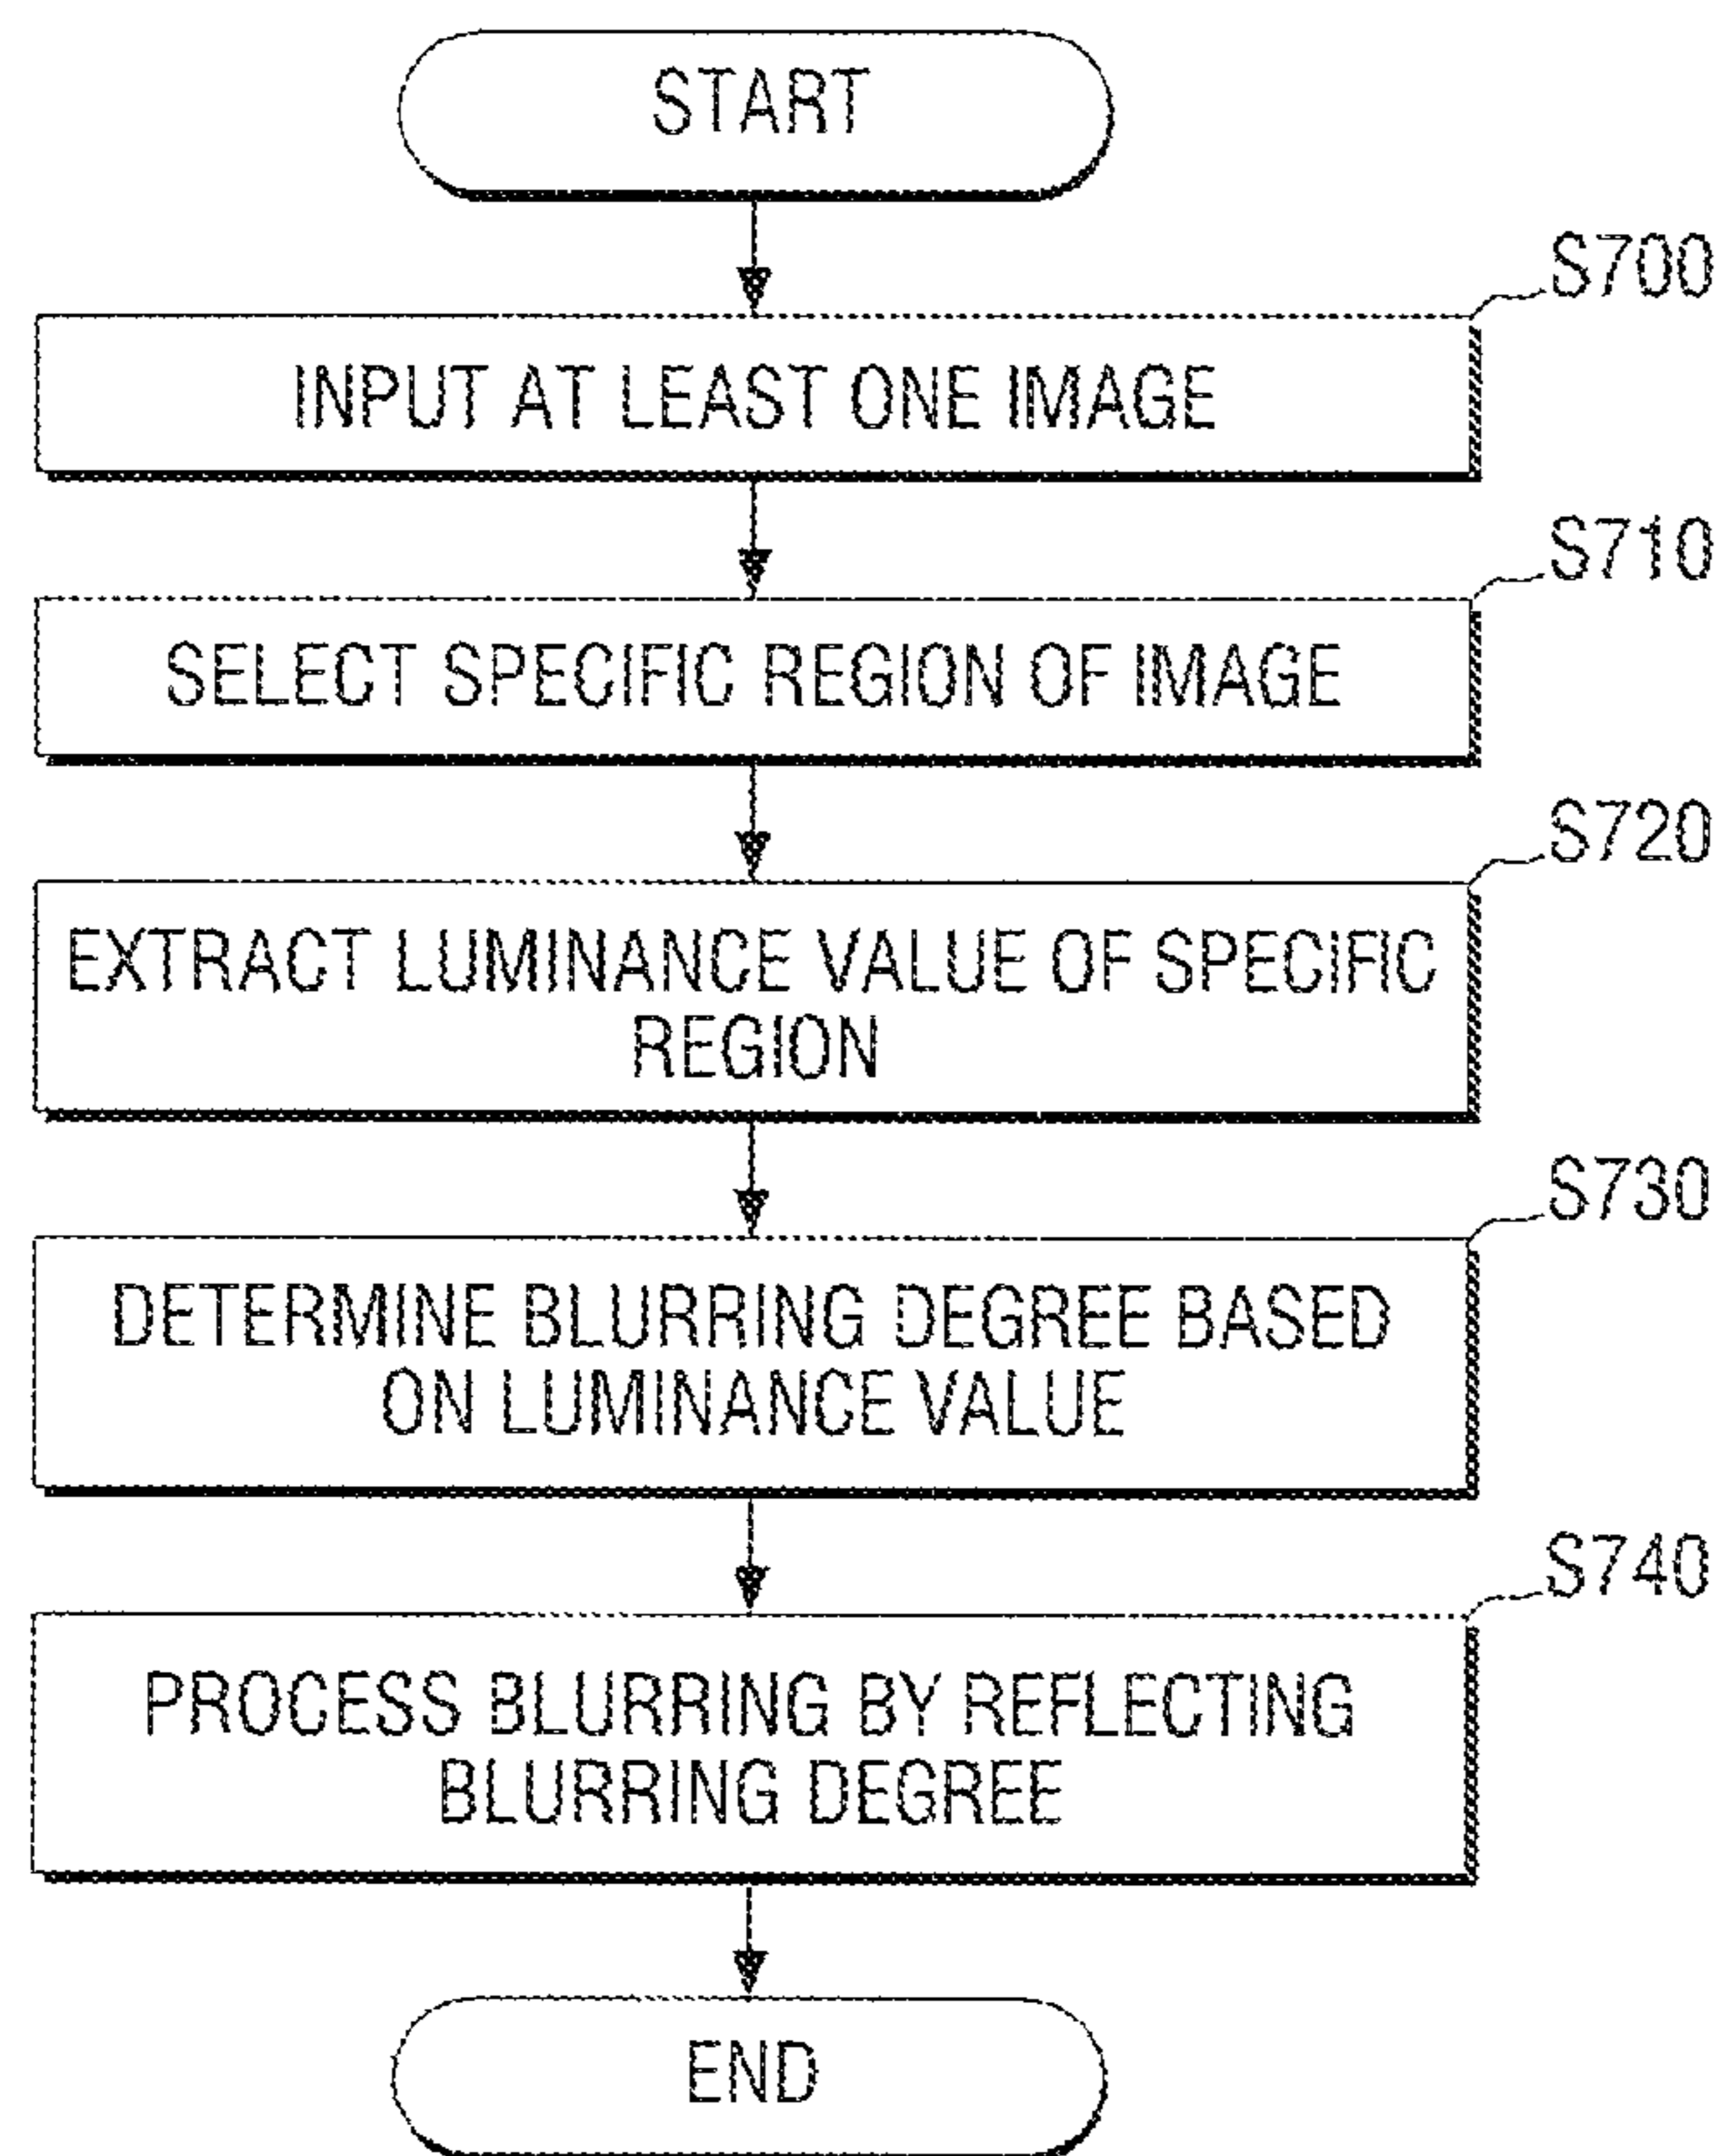 START
S700
INPUT AT LEAST ONE IMAGE
S710
SELECT SPECIFIC REGION OF IMAGE
S720
EXTRACT LUMINANCE VALUE OF SPECIFIC
REGION
S730
DETERMINE BLURRING DEGREE BASED
ON LUMINANCE VALUE
S740
PROCESS BLURRING BY REFLECTING
BLURRING DEGREE
END